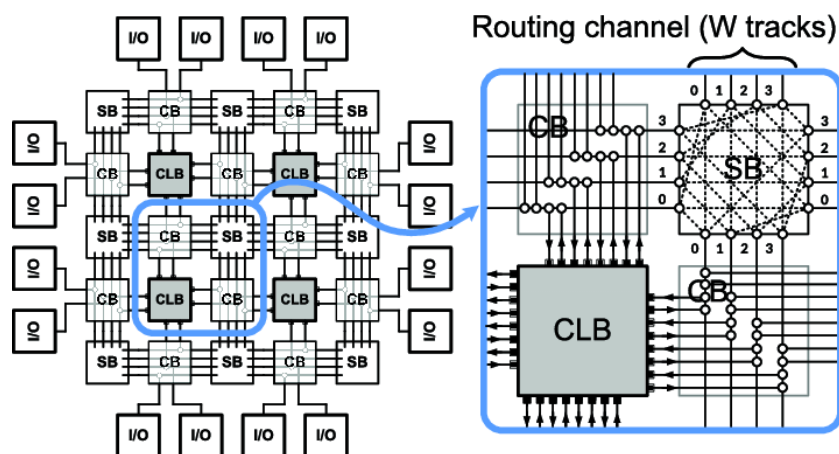 I/O I/O I/O I/O
Routing channel (W tracks)
SB CB SB CB SB
I/O CB CLB CB CLB CB I/O
I/O I/O
SB CB SB CB SB
I/O CB CLB CB CLB CB I/O
I/O I/O
SB CB SB CB SB
I/O I/O I/O I/O
0 1 2 3
CB 3 SB 3
2 2
1 1
0 0
0 1 2 3
CLB CB